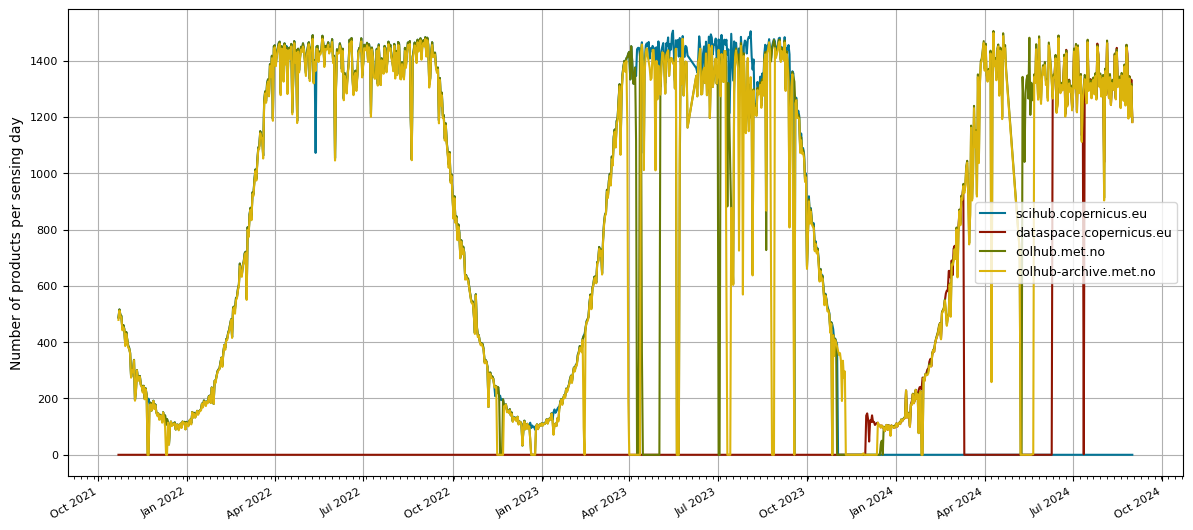 Number of products per sensing day
1400
1200
1000
800
600
400
200
0
scihub.copernicus.eu
dataspace.copernicus.eu
colhub.met.no
colhub-archive.met.no
Oct 2021
Jan 2022
Apr 2022
Jul 2022
Oct 2022
Jan 2023
Apr 2023
Jul 2023
Oct 2023
Jan 2024
Apr 2024
Jul 2024
Oct 2024